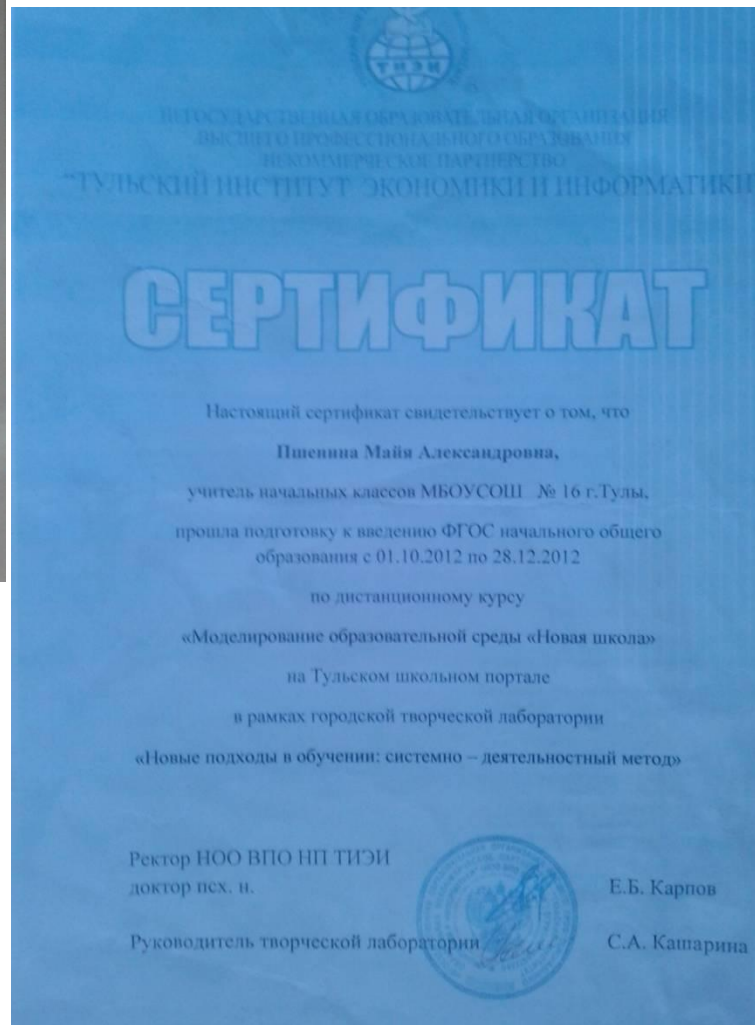 ТИЭИ
НЕГОСУДАРСТВЕННАЯ ОБРАЗОВАТЕЛЬНАЯ ОРГАНИЗАЦИЯ
ВЫСШЕГО ПРОФЕССИОНАЛЬНОГО ОБРАЗОВАНИЯ
НЕКОММЕРЧЕСКОЕ ПАРТНЕРСТВО
"ТУЛЬСКИЙ ИНСТИТУТ ЭКОНОМИКИ И ИНФОРМАТИКИ
СЕРТИФИКАТ
Настоящий сертификат свидетельствует о том, что
Пшенина Майя Александровна,
учитель начальных классов МБОУСОШ № 16 г.Тулы,
прошла подготовку к введению ФГОС начального общего
образования с 01.10.2012 по 28.12.2012
по дистанционному курсу
«Моделирование образовательной среды «Новая школа»
на Тульском школьном портале
в рамках городской творческой лаборатории
«Новые подходы в обучении: системно – деятельностный метод»
Ректор НОО ВПО НП ТИЭИ
доктор псх. н. Е.Б. Карпов
Руководитель творческой лаборатории С.А. Кашарина